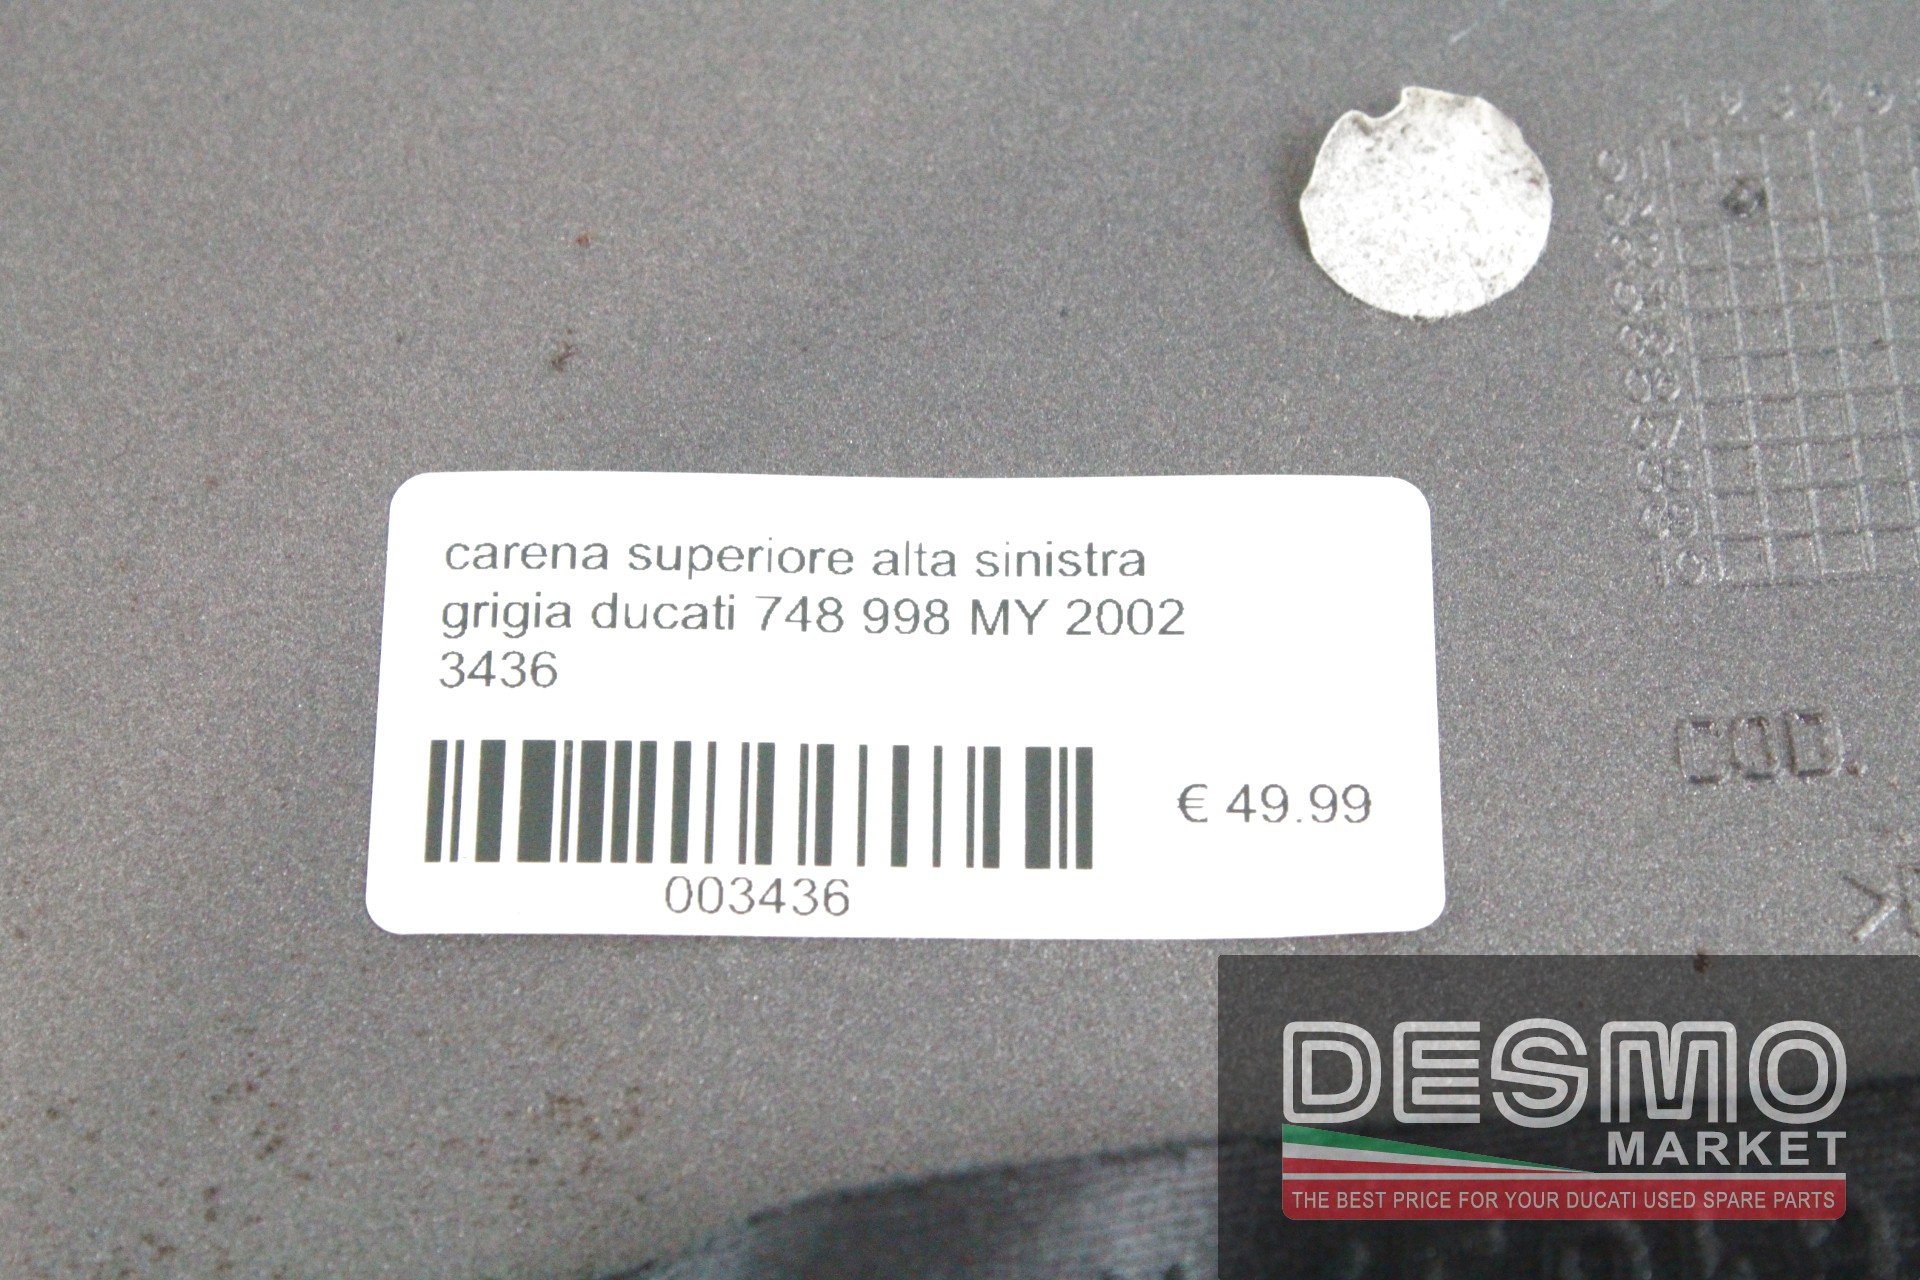 carena superiore alta sinistra
grigia ducati 748 998 MY 2002
3436
€ 49.99
003436
COD.
DESMO
MARKET
THE BEST PRICE FOR YOUR DUCATI USED SPARE PARTS